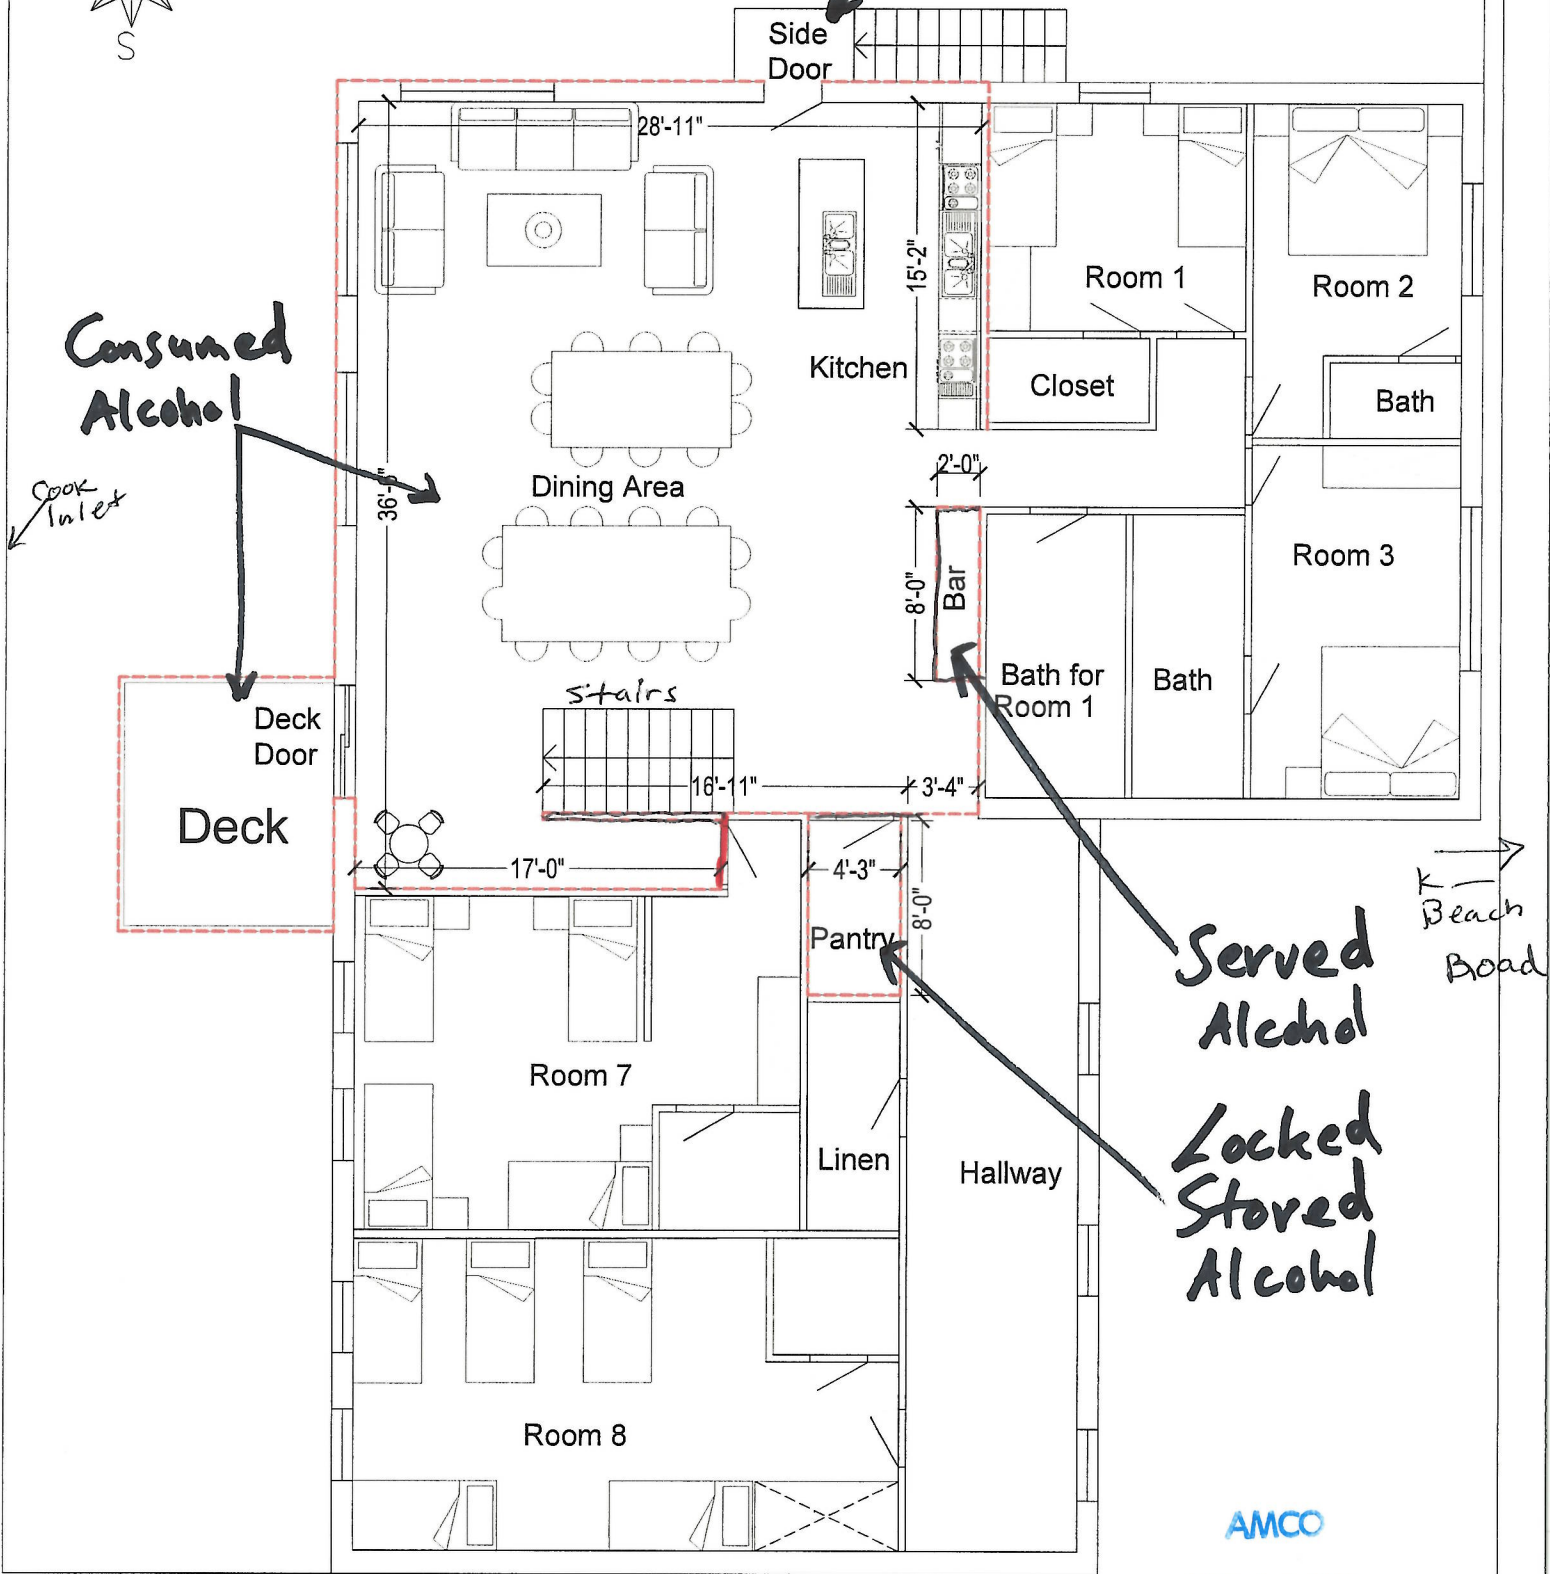 S
Side
Door
28'-11"
15'-2"
Room 1
Room 2
Consumed
Alcohol
Kitchen
Closet
Bath
Cook
Inlet
36'-
2'-0"
Dining Area
Room 3
8'-0"
Bar
stairs
Bath for
Room 1
Bath
Deck
Door
16'-11"
3'-4"
Deck
17'-0"
4'-3"
8'-0"
Pantry
K-
Beach
Road
Served
Alcohol
Room 7
Linen
Hallway
Locked
Stored
Alcohol
Room 8
AMCO